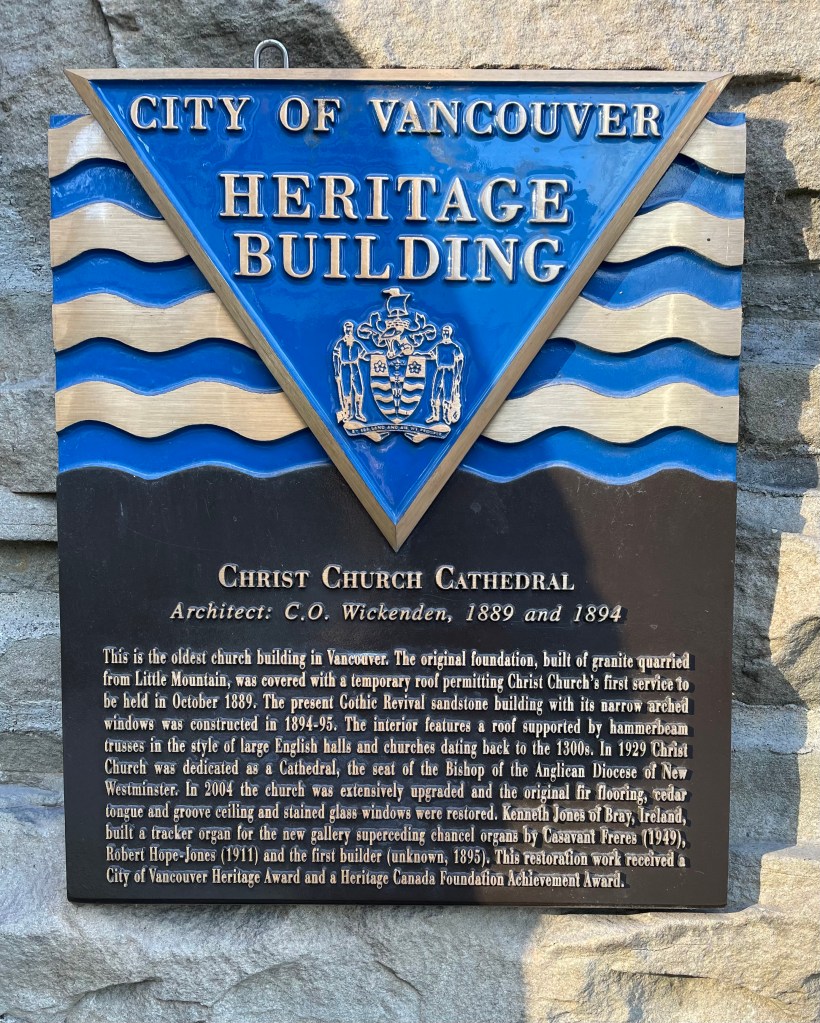 CITY OF VANCOUVER
HERITAGE
BUILDING
BY SEA LAND AND AIR WE PROSPER
CHRIST CHURCH CATHEDRAL
Architect: C.O. Wickenden, 1889 and 1894
This is the oldest church building in Vancouver. The original foundation, built of granite quarried
from Little Mountain, was covered with a temporary roof permitting Christ Church's first service to
be held in October 1889. The present Gothic Revival sandstone building with its narrow arched
windows was constructed in 1894-95. The interior features a roof supported by hammerbeam
trusses in the style of large English halls and churches dating back to the 1300s. In 1929 Christ
Church was dedicated as a Cathedral, the seat of the Bishop of the Anglican Diocese of New
Westminster. In 2004 the church was extensively upgraded and the original fir flooring, cedar
tongue and groove ceiling and stained glass windows were restored. Kenneth Jones of Bray, Ireland,
built a tracker organ for the new gallery superceding chancel organs by Casavant Freres (1949),
Robert Hope-Jones (1911) and the first builder (unknown, 1895). This restoration work received a
City of Vancouver Heritage Award and a Heritage Canada Foundation Achievement Award.